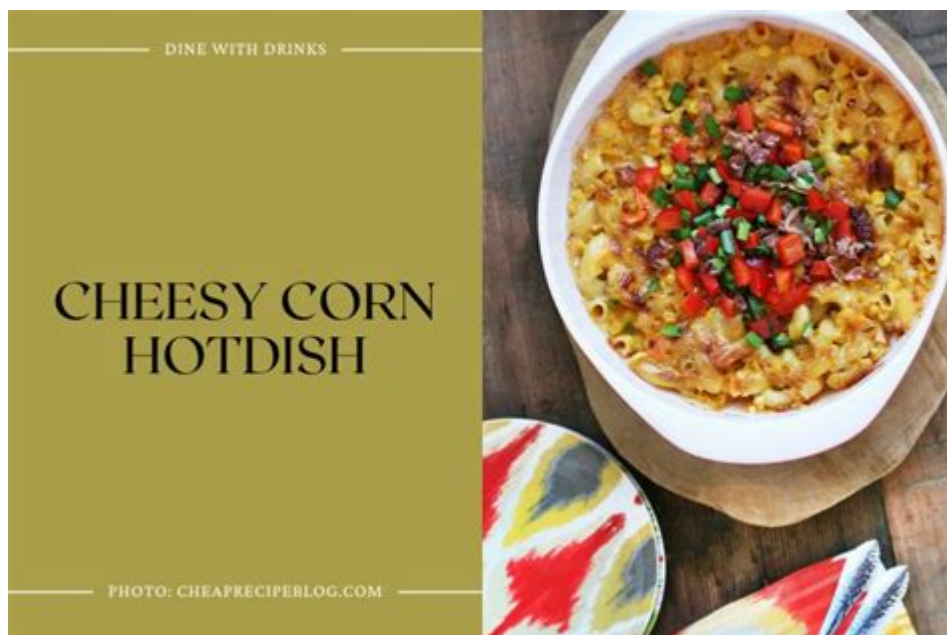 DINE WITH DRINKS
CHEESY CORN
HOTDISH
PHOTO: CHEAPRECIPEBLOG.COM